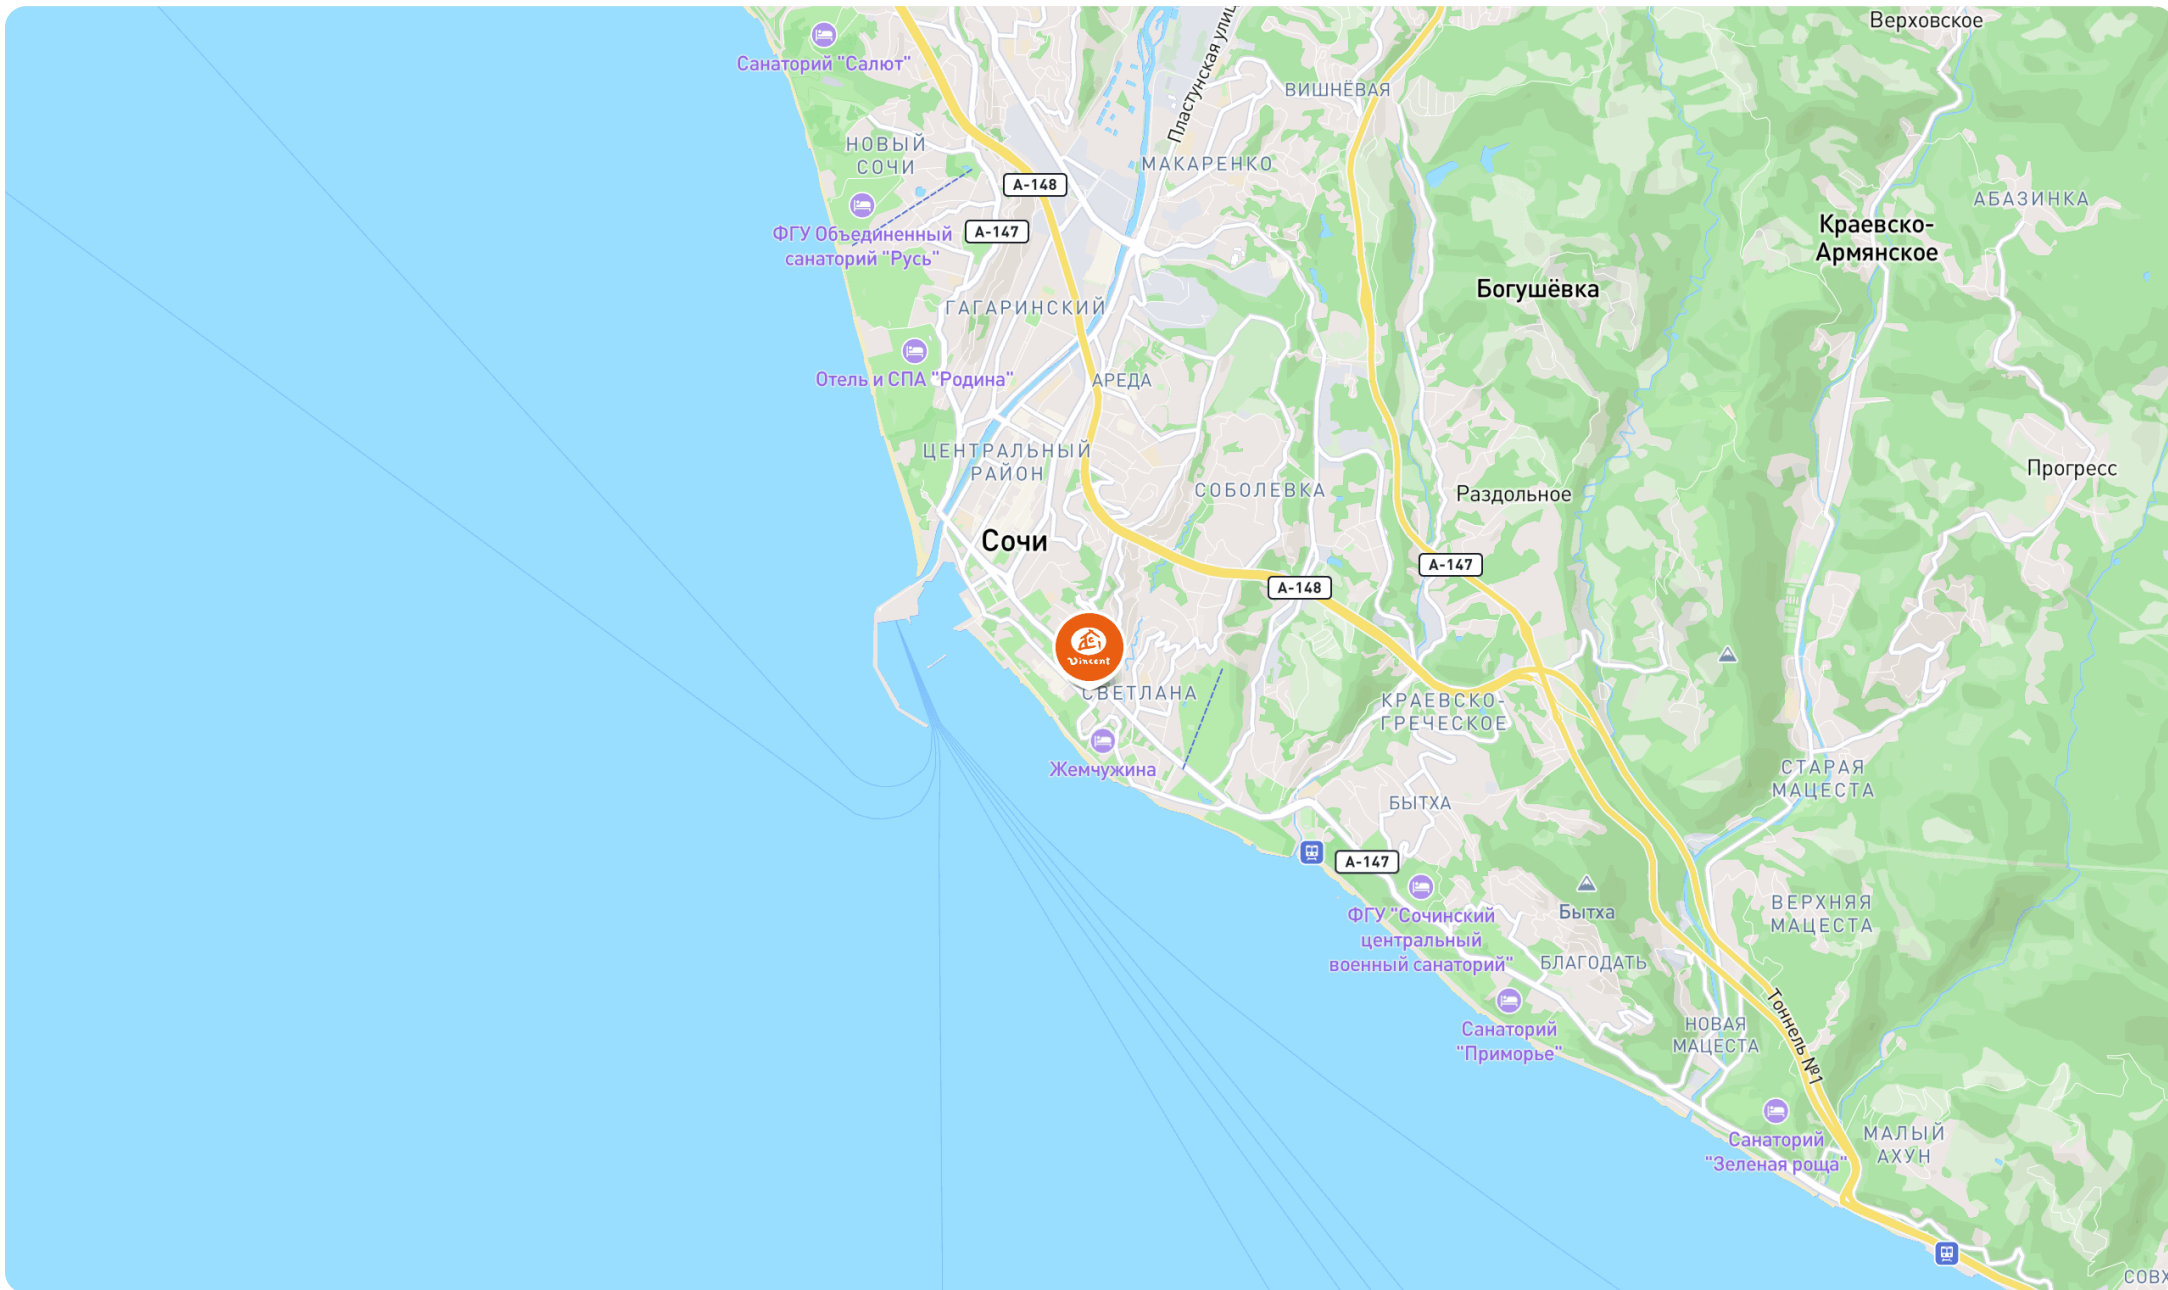 Верховское
Санаторий "Салют"
Пластунская улиц
ВИШНЁВАЯ
НОВЫЙ
СОЧИ
МАКАРЕНКО
А-148
АБАЗИНКА
ФГУ Объединенный
санаторий "Русь"
А-147
Краевско-
Армянское
Богушёвка
ГАГАРИНСКИЙ
Отель и СПА "Родина"
АРЕДА
ЦЕНТРАЛЬНЫЙ
РАЙОН
Прогресс
СОБОЛЕВКА
Раздольное
Сочи
А-147
А-148
Vincent
СВЕТЛАНА
КРАЕВСКО-
ГРЕЧЕСКОЕ
Жемчужина
СТАРАЯ
МАЦЕСТА
БЫТХА
А-147
ФГУ "Сочинский
центральный
военный санаторий"
Бытха
ВЕРХНЯЯ
МАЦЕСТА
БЛАГОДАТЬ
Санаторий
"Приморье"
НОВАЯ
МАЦЕСТА
Тоннель №1
Санаторий
"Зеленая роща"
МАЛЫЙ
АХУН
СОВХ